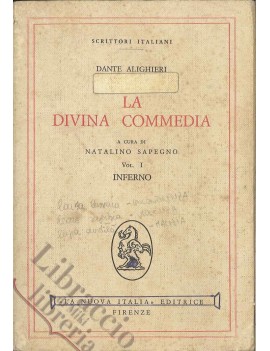 SCRITTORI ITALIANI
DANTE ALIGHIERI
LA
DIVINA COMMEDIA
A CURA DI
NATALINO SAPEGNO
VOL. I
INFERNO
«LA NUOVA ITALIA» EDITRICE
FIRENZE
Libraccio
libreria